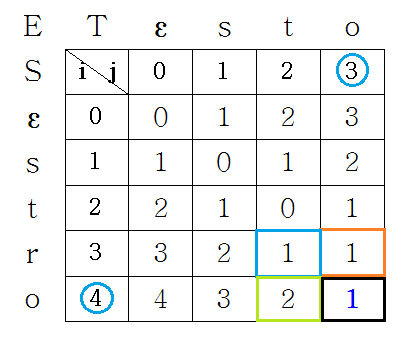 E T ε s t o
S i j 0 1 2 3
ε 0 0 1 2 3
s 1 1 0 1 2
t 2 2 1 0 1
r 3 3 2 1 1
o 4 4 3 2 1